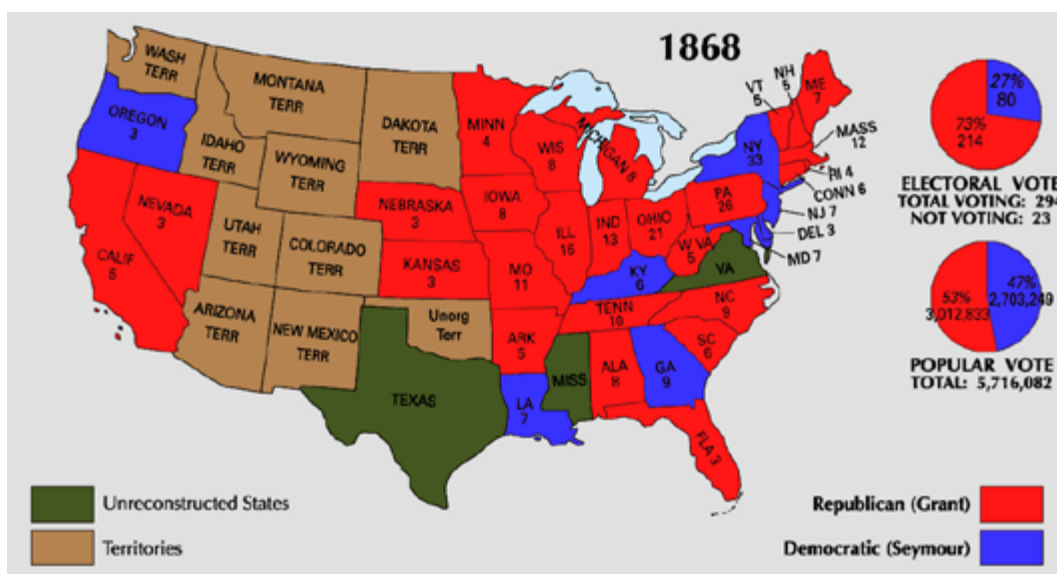 1868
WASH
TERR
MONTANA
TERR
DAKOTA
TERR
MINN
4
OREGON
3
IDAHO
TERR
WYOMING
TERR
WIS
8
MICHIGAN 8
VT
5
NH
5
ME
7
MASS
12
NY
33
RI 4
CONN 6
NEVADA
3
UTAH
TERR
COLORADO
TERR
NEBRASKA
3
IOWA
8
ILL
16
IND
13
OHIO
21
PA
26
NJ 7
DEL 3
MD 7
CALIF
5
KANSAS
3
MO
11
KY
6
W VA
5
VA
ARIZONA
TERR
NEW MEXICO
TERR
Unorg
Terr
ARK
5
TENN
10
NC
9
SC
6
TEXAS
LA
7
MISS
ALA
8
GA
9
FLA 3
27%
80
73%
214
ELECTORAL VOTE
TOTAL VOTING: 294
NOT VOTING: 23
47%
2,703,249
53%
3,012,833
POPULAR VOTE
TOTAL: 5,716,082
Unreconstructed States
Territories
Republican (Grant)
Democratic (Seymour)